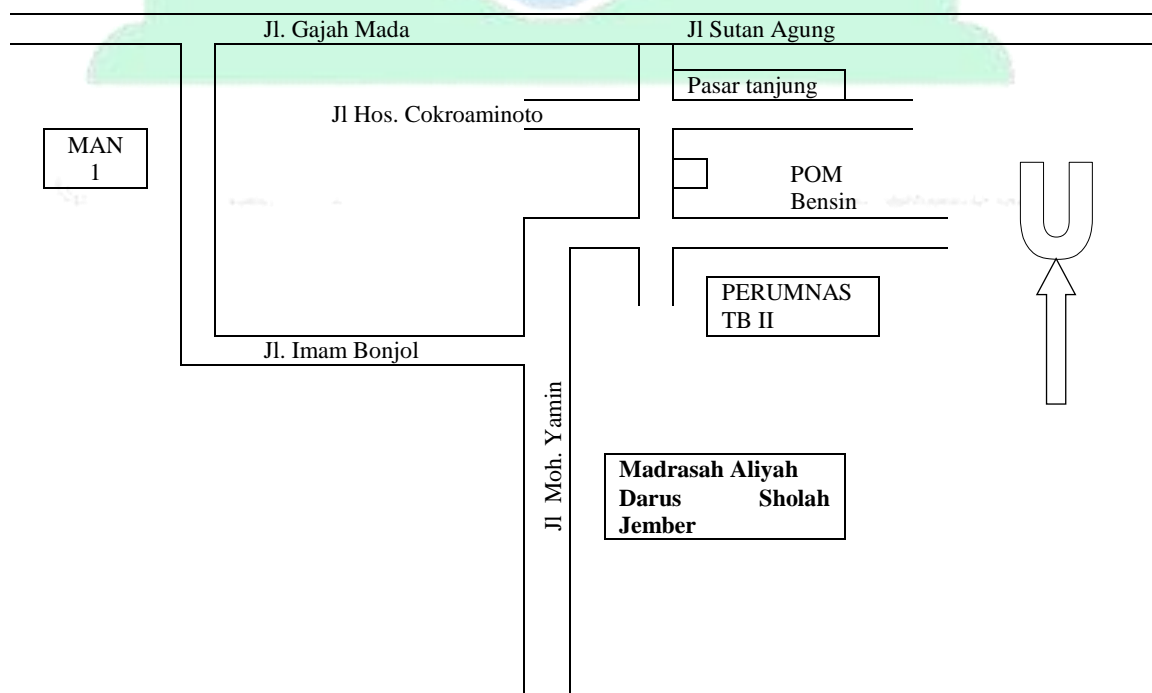 Jl. Gajah Mada
Jl Sutan Agung
Pasar tanjung
Jl Hos. Cokroaminoto
MAN
1
POM
Bensin
U
PERUMNAS
TB II
Jl. Imam Bonjol
Jl Moh. Yamin
Madrasah Aliyah
Darus Sholah
Jember